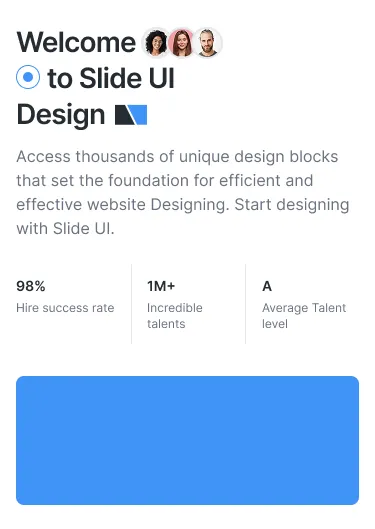 Welcome
to Slide UI
Design
Access thousands of unique design blocks
that set the foundation for efficient and
effective website Designing. Start designing
with Slide UI.
98%
Hire success rate
1M+
Incredible
talents
A
Average Talent
level